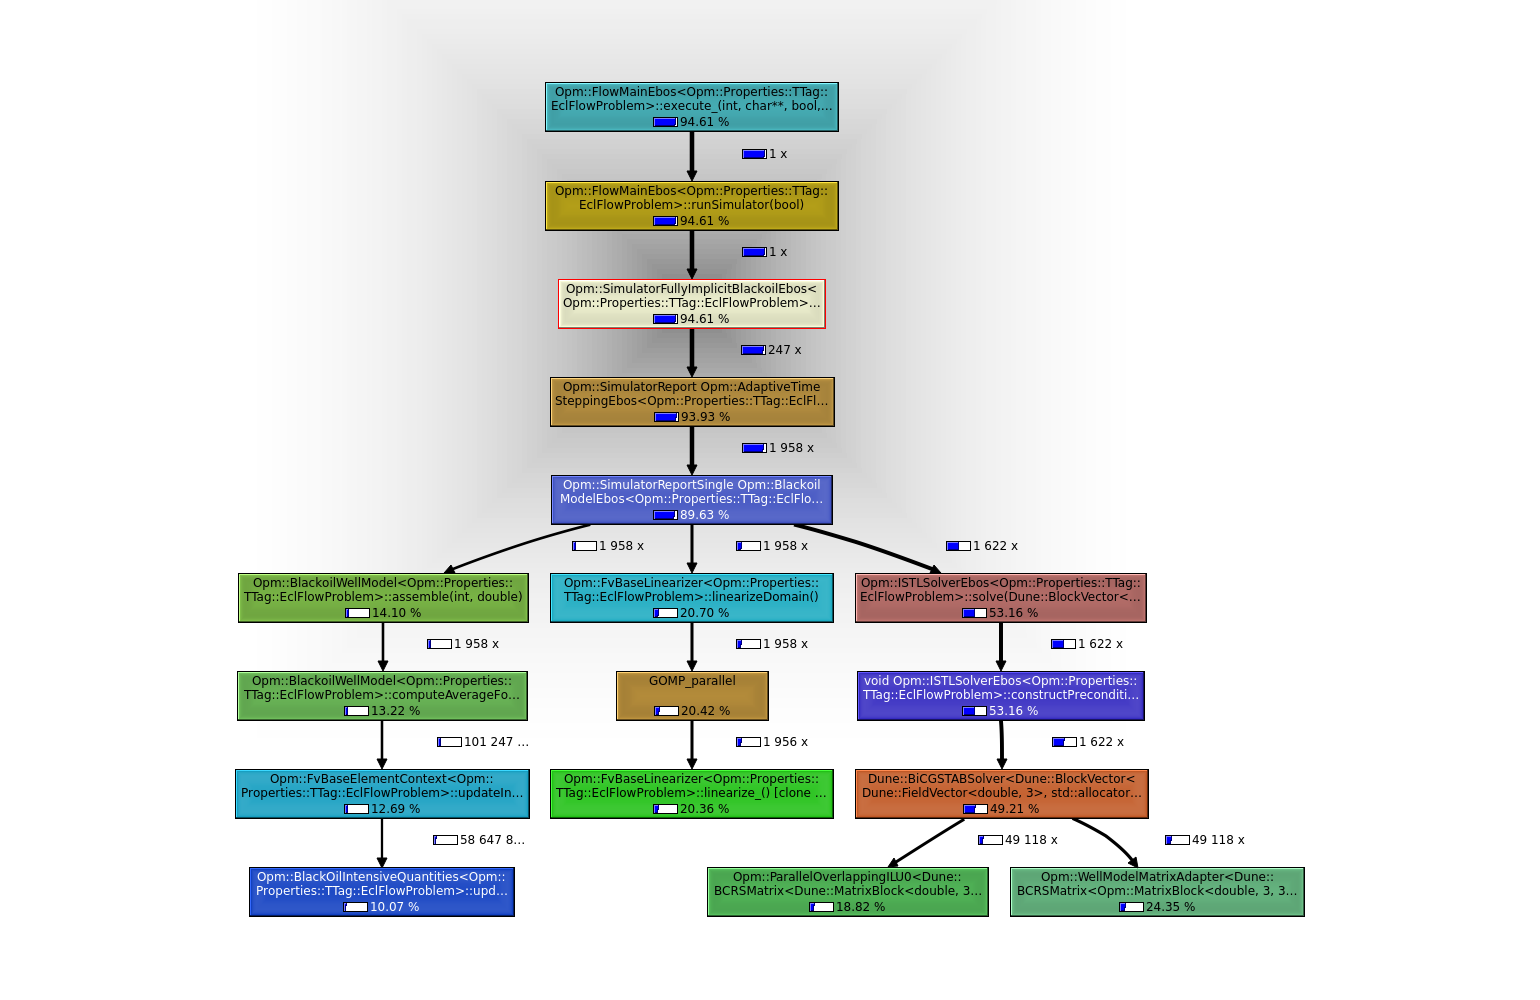 Opm::FlowMainEbos<Opm::Properties::TTag::
EclFlowProblem>::execute_(int, char**, bool,...
94.61 %
1 x
Opm::FlowMainEbos<Opm::Properties::TTag::
EclFlowProblem>::runSimulator(bool)
94.61 %
1 x
Opm::SimulatorFullyImplicitBlackoilEbos<
Opm::Properties::TTag::EclFlowProblem>...
94.61 %
247 x
Opm::SimulatorReport Opm::AdaptiveTime
SteppingEbos<Opm::Properties::TTag::EclFl...
93.93 %
1 958 x
Opm::SimulatorReportSingle Opm::Blackoil
ModelEbos<Opm::Properties::TTag::EclFlo...
89.63 %
1 958 x
1 958 x
1 622 x
Opm::BlackoilWellModel<Opm::Properties::
TTag::EclFlowProblem>::assemble(int, double)
14.10 %
Opm::FvBaseLinearizer<Opm::Properties::
TTag::EclFlowProblem>::linearizeDomain()
20.70 %
Opm::ISTLSolverEbos<Opm::Properties::TTag::
EclFlowProblem>::solve(Dune::BlockVector<...
53.16 %
1 958 x
1 958 x
1 622 x
Opm::BlackoilWellModel<Opm::Properties::
TTag::EclFlowProblem>::computeAverageFo...
13.22 %
GOMP_parallel
20.42 %
void Opm::ISTLSolverEbos<Opm::Properties::
TTag::EclFlowProblem>::constructPreconditi...
53.16 %
101 247 ...
1 956 x
1 622 x
Opm::FvBaseElementContext<Opm::
Properties::TTag::EclFlowProblem>::updateIn...
12.69 %
Opm::FvBaseLinearizer<Opm::Properties::
TTag::EclFlowProblem>::linearize_() [clone ...
20.36 %
Dune::BiCGSTABSolver<Dune::BlockVector<
Dune::FieldVector<double, 3>, std::allocator...
49.21 %
58 647 8...
49 118 x
49 118 x
Opm::BlackOilIntensiveQuantities<Opm::
Properties::TTag::EclFlowProblem>::upd...
10.07 %
Opm::ParallelOverlappingILU0<Dune::
BCRSMatrix<Dune::MatrixBlock<double, 3...
18.82 %
Opm::WellModelMatrixAdapter<Dune::
BCRSMatrix<Opm::MatrixBlock<double, 3, 3...
24.35 %